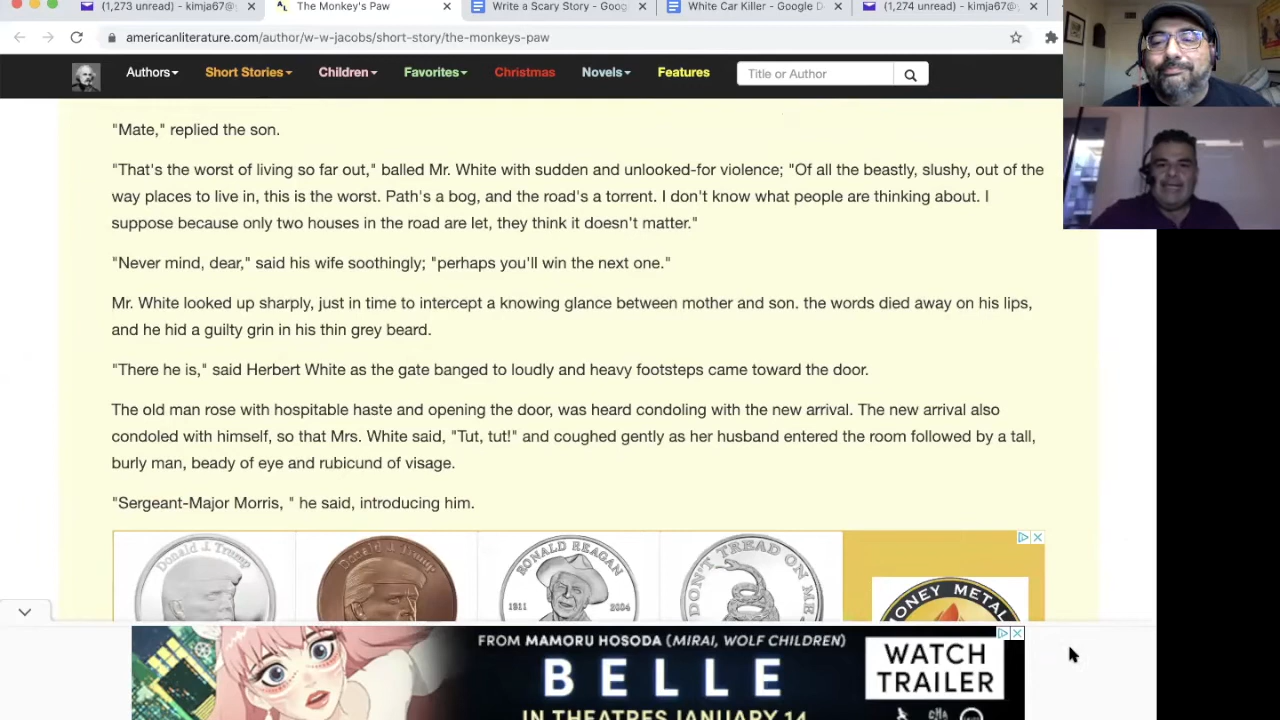 (1,273 unread) - kimja67@
The Monkey's Paw
Write a Scary Story - Goog
White Car Killer - Google D
(1,274 unread) - kimja67@
americanliterature.com/author/w-w-jacobs/short-story/the-monkeys-paw
Authors
Short Stories
Children
Favorites
Christmas
Novels
Features
Title or Author
"Mate," replied the son.
"That's the worst of living so far out," balled Mr. White with sudden and unlooked-for violence; "Of all the beastly, slushy, out of the
way places to live in, this is the worst. Path's a bog, and the road's a torrent. I don't know what people are thinking about. I
suppose because only two houses in the road are let, they think it doesn't matter."
"Never mind, dear," said his wife soothingly; "perhaps you'll win the next one."
Mr. White looked up sharply, just in time to intercept a knowing glance between mother and son. the words died away on his lips,
and he hid a guilty grin in his thin grey beard.
"There he is," said Herbert White as the gate banged to loudly and heavy footsteps came toward the door.
The old man rose with hospitable haste and opening the door, was heard condoling with the new arrival. The new arrival also
condoled with himself, so that Mrs. White said, "Tut, tut!" and coughed gently as her husband entered the room followed by a tall,
burly man, beady of eye and rubicund of visage.
"Sergeant-Major Morris, " he said, introducing him.
Donald J. Trump
Donald J. Trump
RONALD REAGAN
1911 2004
DON'T TREAD ON ME
MONEY METAL
FROM MAMORU HOSODA (MIRAI, WOLF CHILDREN)
BELLE
IN THEATRES JANUARY 14
WATCH
TRAILER